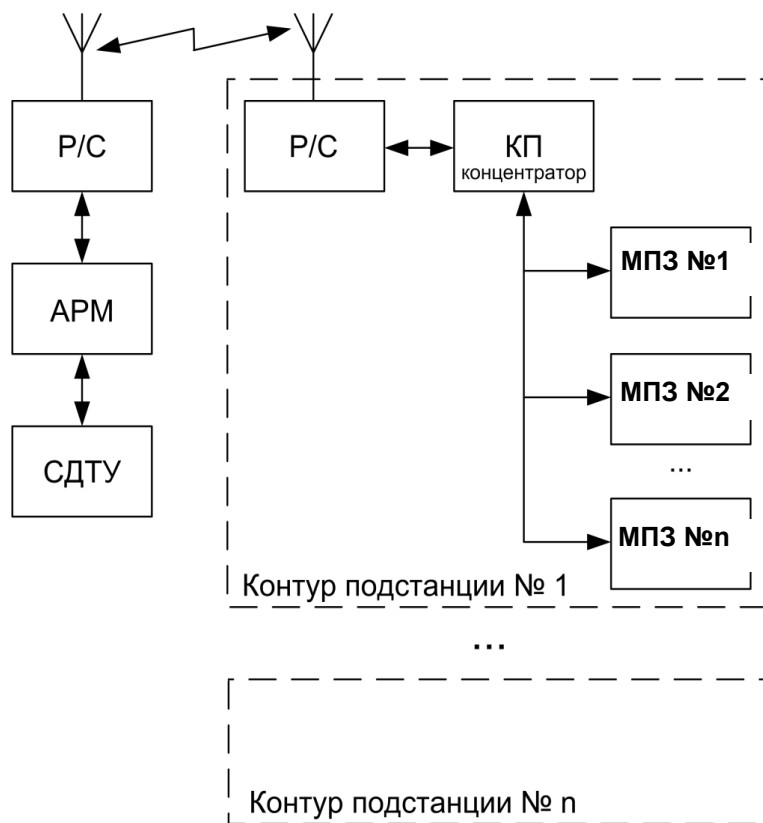 Р/С
Р/С
КП
концентратор
АРМ
СДТУ
МПЗ №1
МПЗ №2
...
МПЗ №n
Контур подстанции № 1
...
Контур подстанции № n